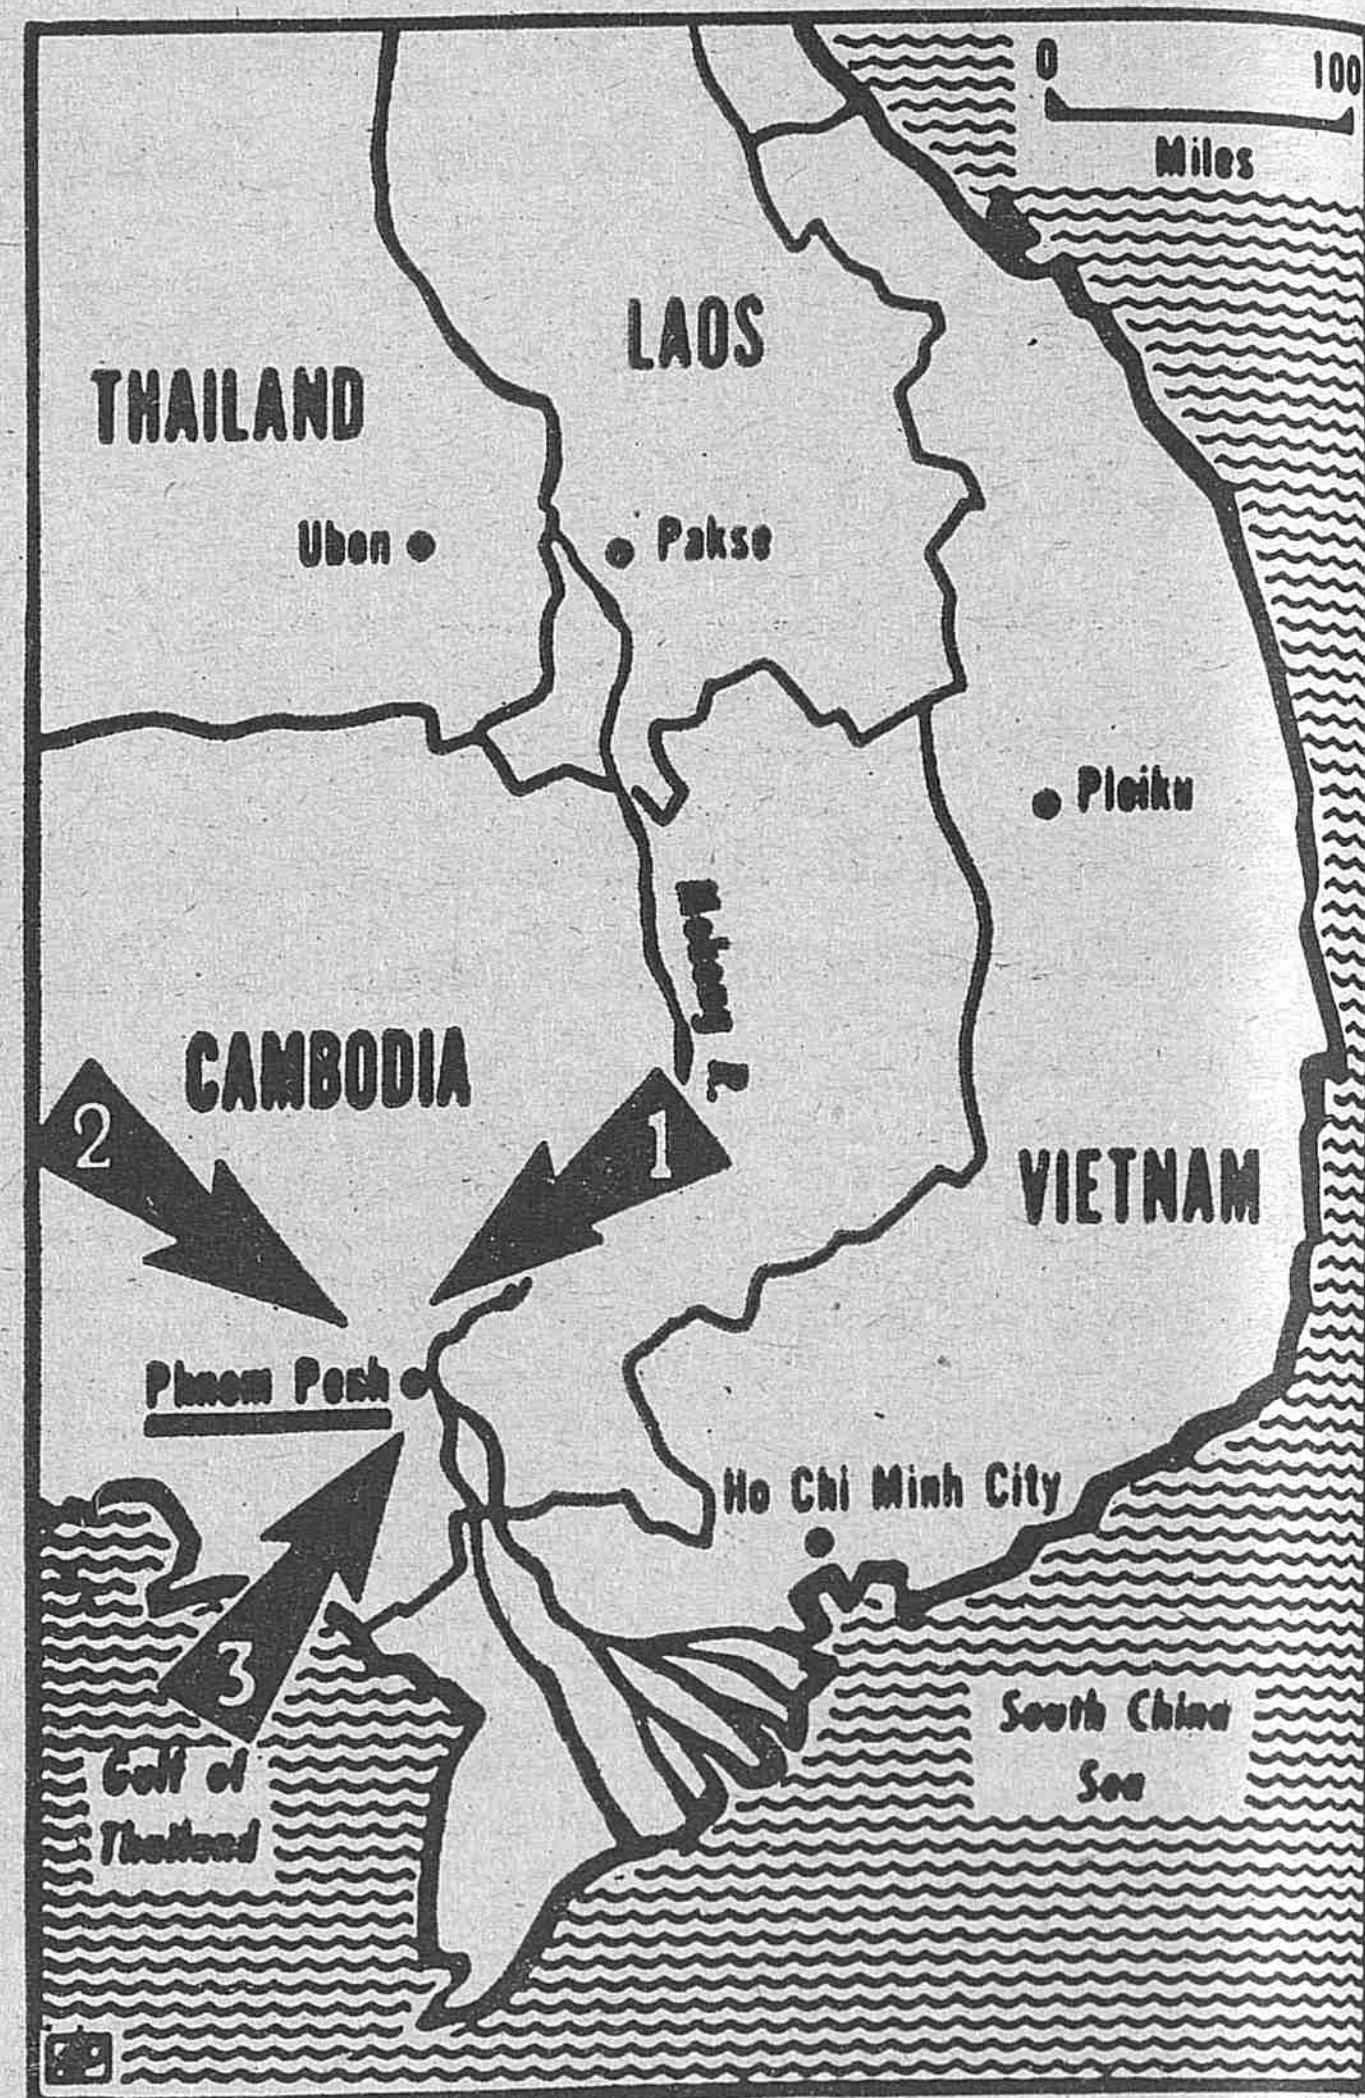 0 100
Miles
LAOS
THAILAND
Ubon
Pakse
Pleiku
Mekong R.
CAMBODIA
2
1
VIETNAM
Phnom Penh
Ho Chi Minh City
3
South China
Sea
Gulf of
Thailand